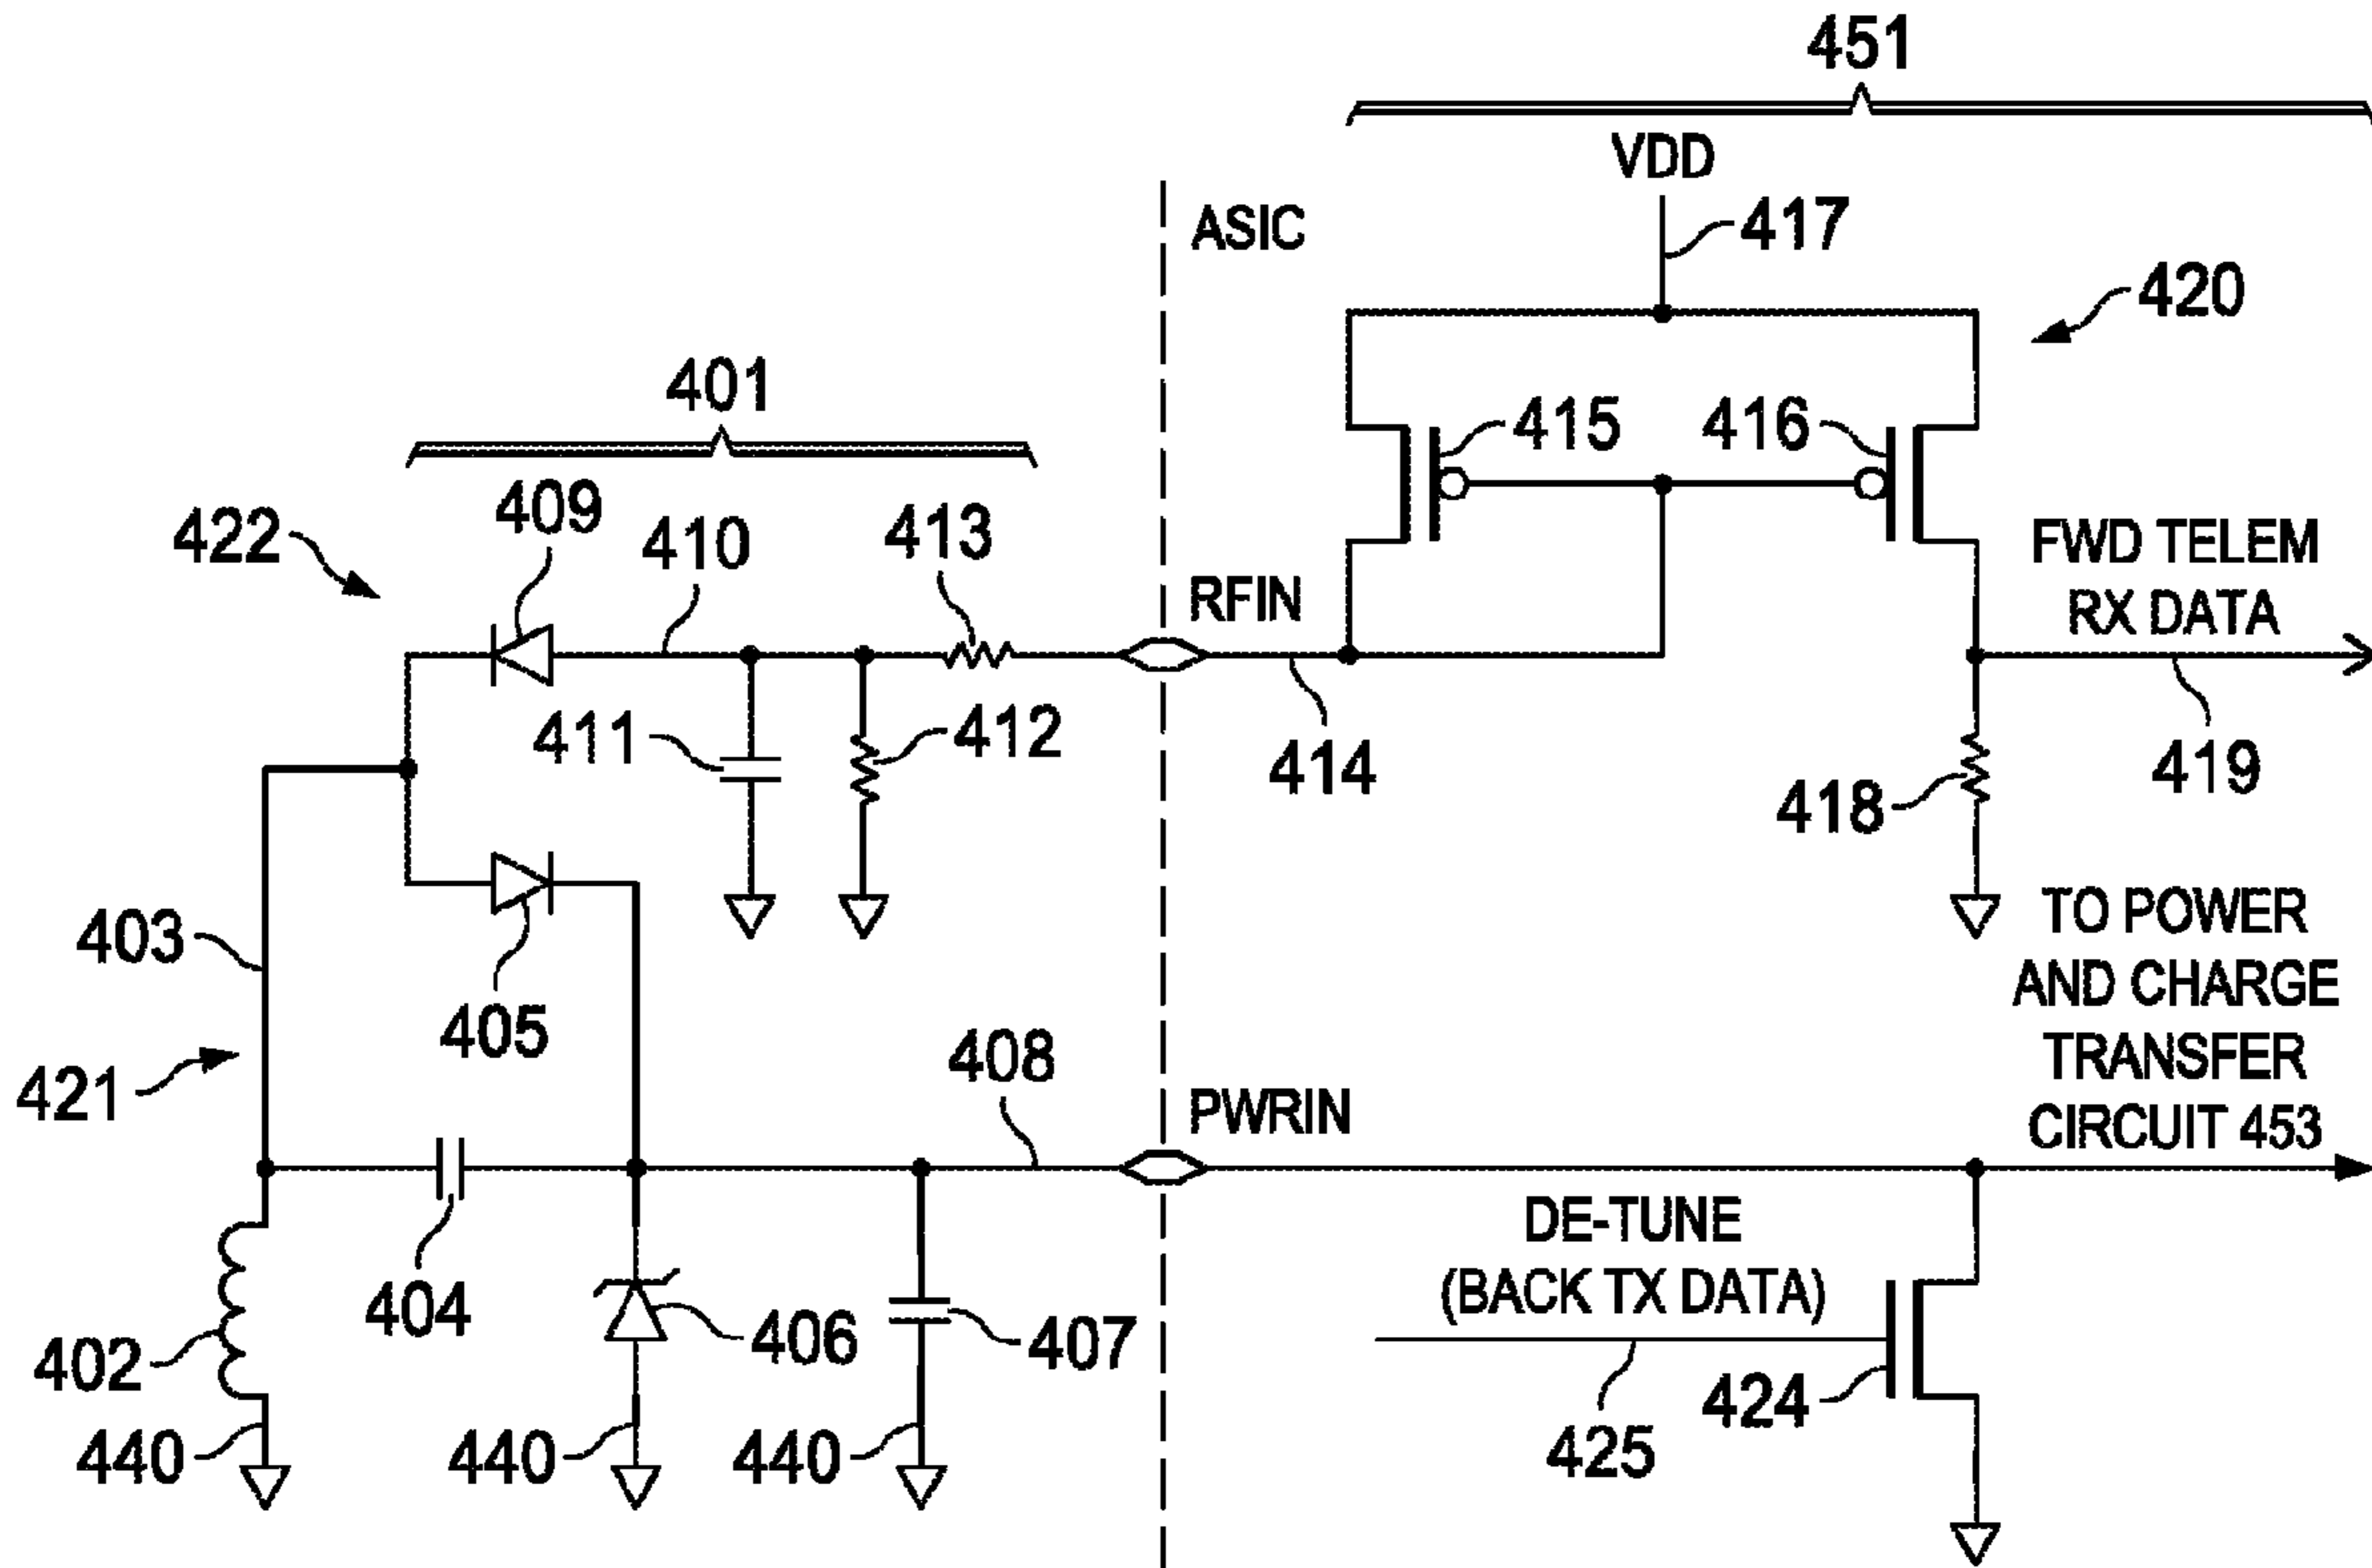 451
VDD
ASIC
417
420
401
415
416
409
422
410
413
RFIN
FWD TELEM
RX DATA
411
412
414
418
419
403
405
TO POWER
AND CHARGE
TRANSFER
CIRCUIT 453
408
421
PWRIN
DE-TUNE
(BACK TX DATA)
404
402
406
407
424
425
440
440
440